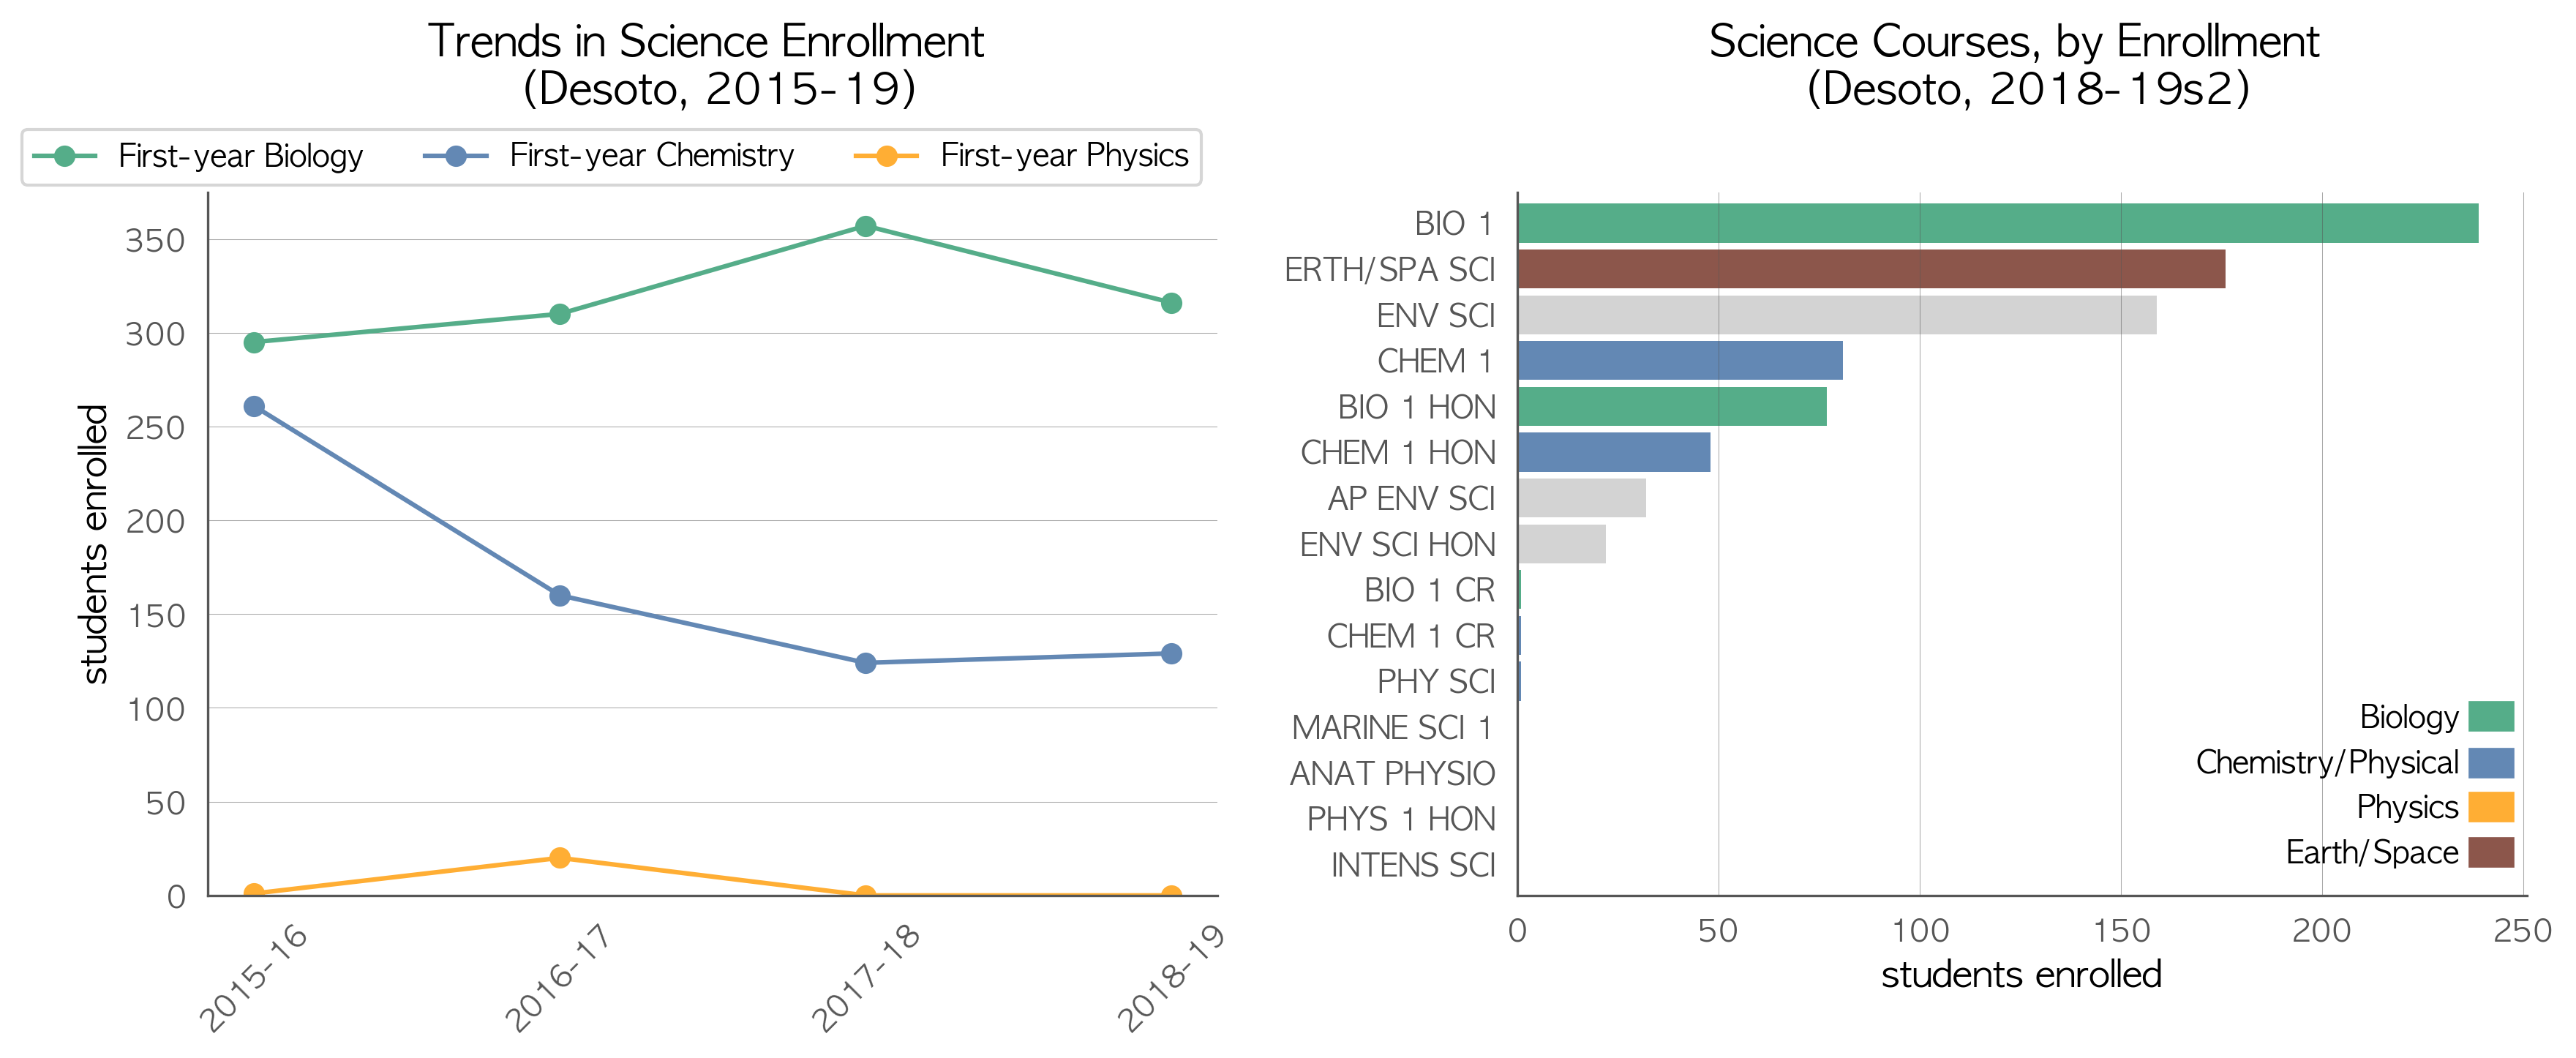 Trends in Science Enrollment
(Desoto, 2015-19)
First-year Biology
First-year Chemistry
First-year Physics
students enrolled
350
300
250
200
150
100
50
0
2015-16
2016-17
2017-18
2018-19
Science Courses, by Enrollment
(Desoto, 2018-19s2)
BIO 1
ERTH/SPA SCI
ENV SCI
CHEM 1
BIO 1 HON
CHEM 1 HON
AP ENV SCI
ENV SCI HON
BIO 1 CR
CHEM 1 CR
PHY SCI
MARINE SCI 1
ANAT PHYSIO
PHYS 1 HON
INTENS SCI
Biology
Chemistry/Physical
Physics
Earth/Space
0
50
100
150
200
250
students enrolled